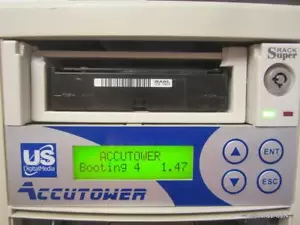 RACK
Super
US
DigitalMedia
ACCUTOWER
Booting 4 1.47
ENT
ESC
ACCUTOWER